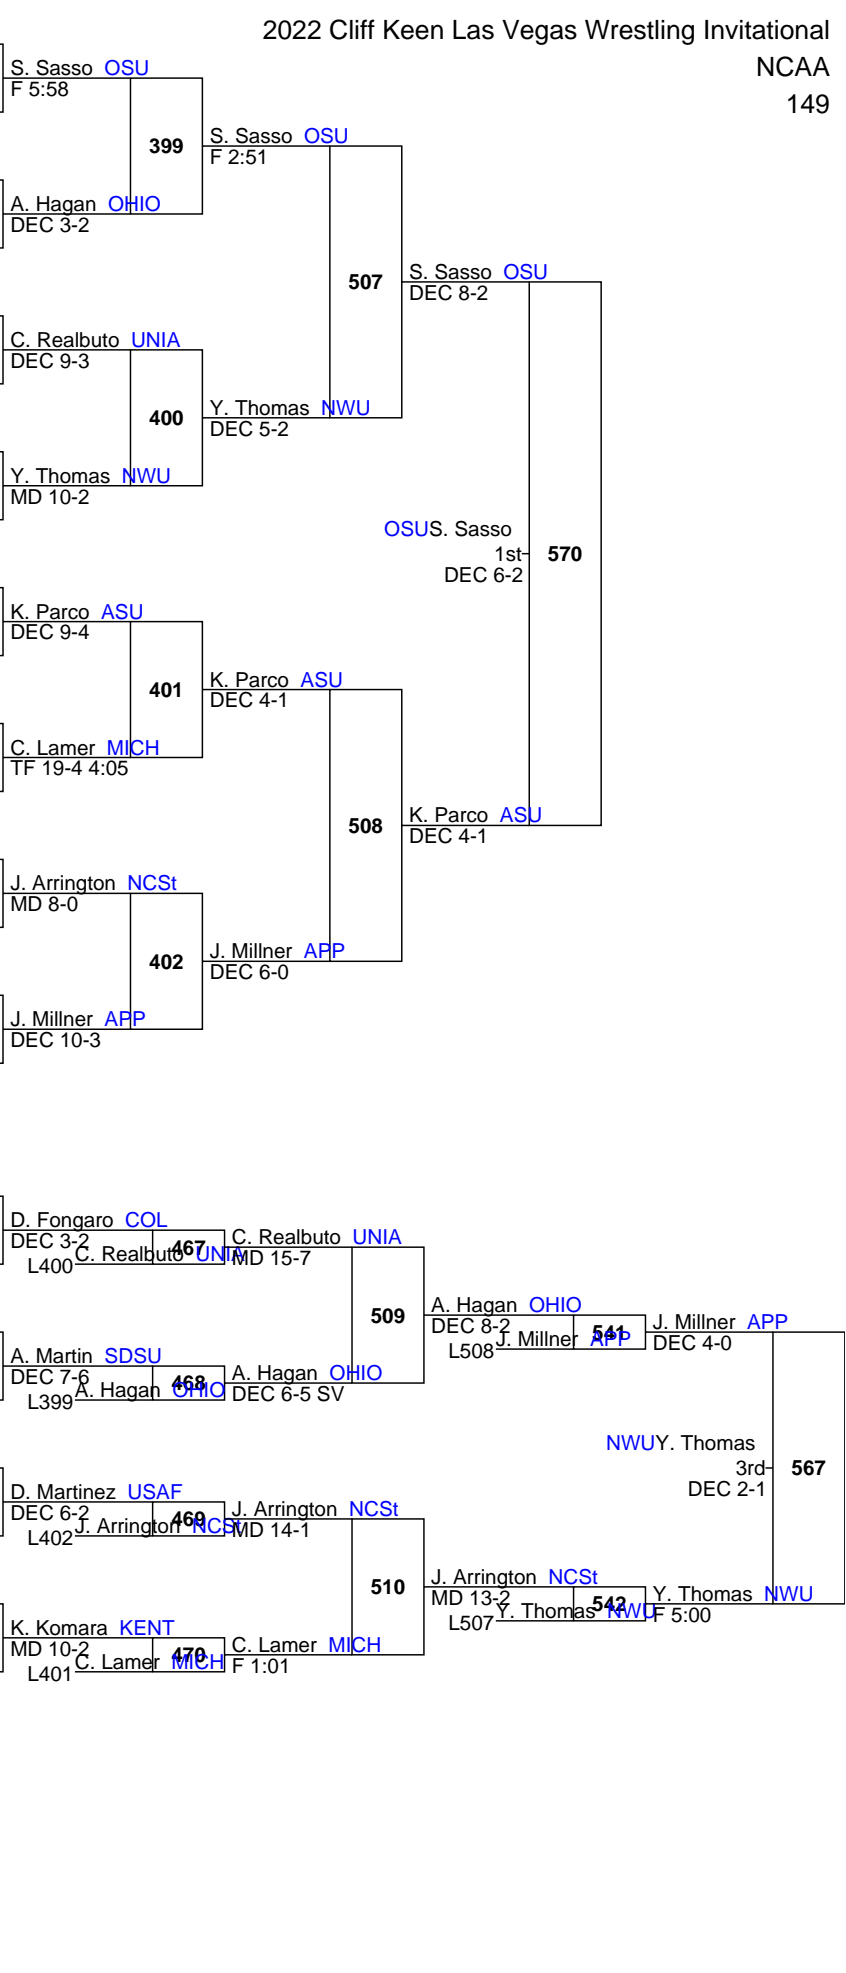 2022 Cliff Keen Las Vegas Wrestling Invitational
NCAA
149
S. Sasso OSU
F 5:58
399
S. Sasso OSU
F 2:51
A. Hagan OHIO
DEC 3-2
507
S. Sasso OSU
DEC 8-2
C. Realbuto UNIA
DEC 9-3
400
Y. Thomas NWU
DEC 5-2
Y. Thomas NWU
MD 10-2
OSUS. Sasso
1st
DEC 6-2
570
K. Parco ASU
DEC 9-4
401
K. Parco ASU
DEC 4-1
C. Lamer MICH
TF 19-4 4:05
508
K. Parco ASU
DEC 4-1
J. Arrington NCSt
MD 8-0
402
J. Millner APP
DEC 6-0
J. Millner APP
DEC 10-3
D. Fongaro COL
DEC 3-2
L400
C. Realbuto UNIA
467
C. Realbuto UNIA
MD 15-7
509
A. Hagan OHIO
DEC 8-2
L508
J. Millner APP
541
J. Millner APP
DEC 4-0
A. Martin SDSU
DEC 7-6
L399
A. Hagan OHIO
468
A. Hagan OHIO
DEC 6-5 SV
NWUY. Thomas
3rd
DEC 2-1
567
D. Martinez USAF
DEC 6-2
L402
J. Arrington NCSt
469
J. Arrington NCSt
MD 14-1
510
J. Arrington NCSt
MD 13-2
L507
Y. Thomas NWU
542
Y. Thomas NWU
F 5:00
K. Komara KENT
MD 10-2
L401
C. Lamer MICH
470
C. Lamer MICH
F 1:01